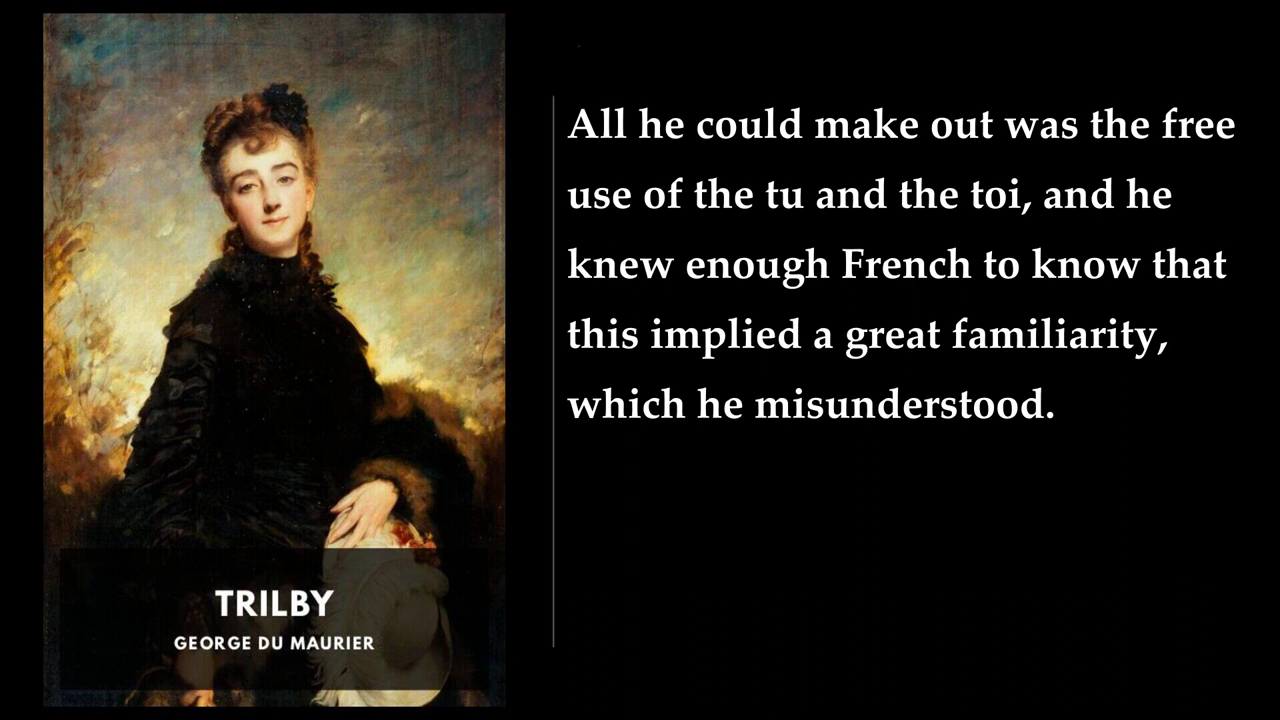 All he could make out was the free
use of the tu and the toi, and he
knew enough French to know that
this implied a great familiarity,
which he misunderstood.
TRILBY
GEORGE DU MAURIER